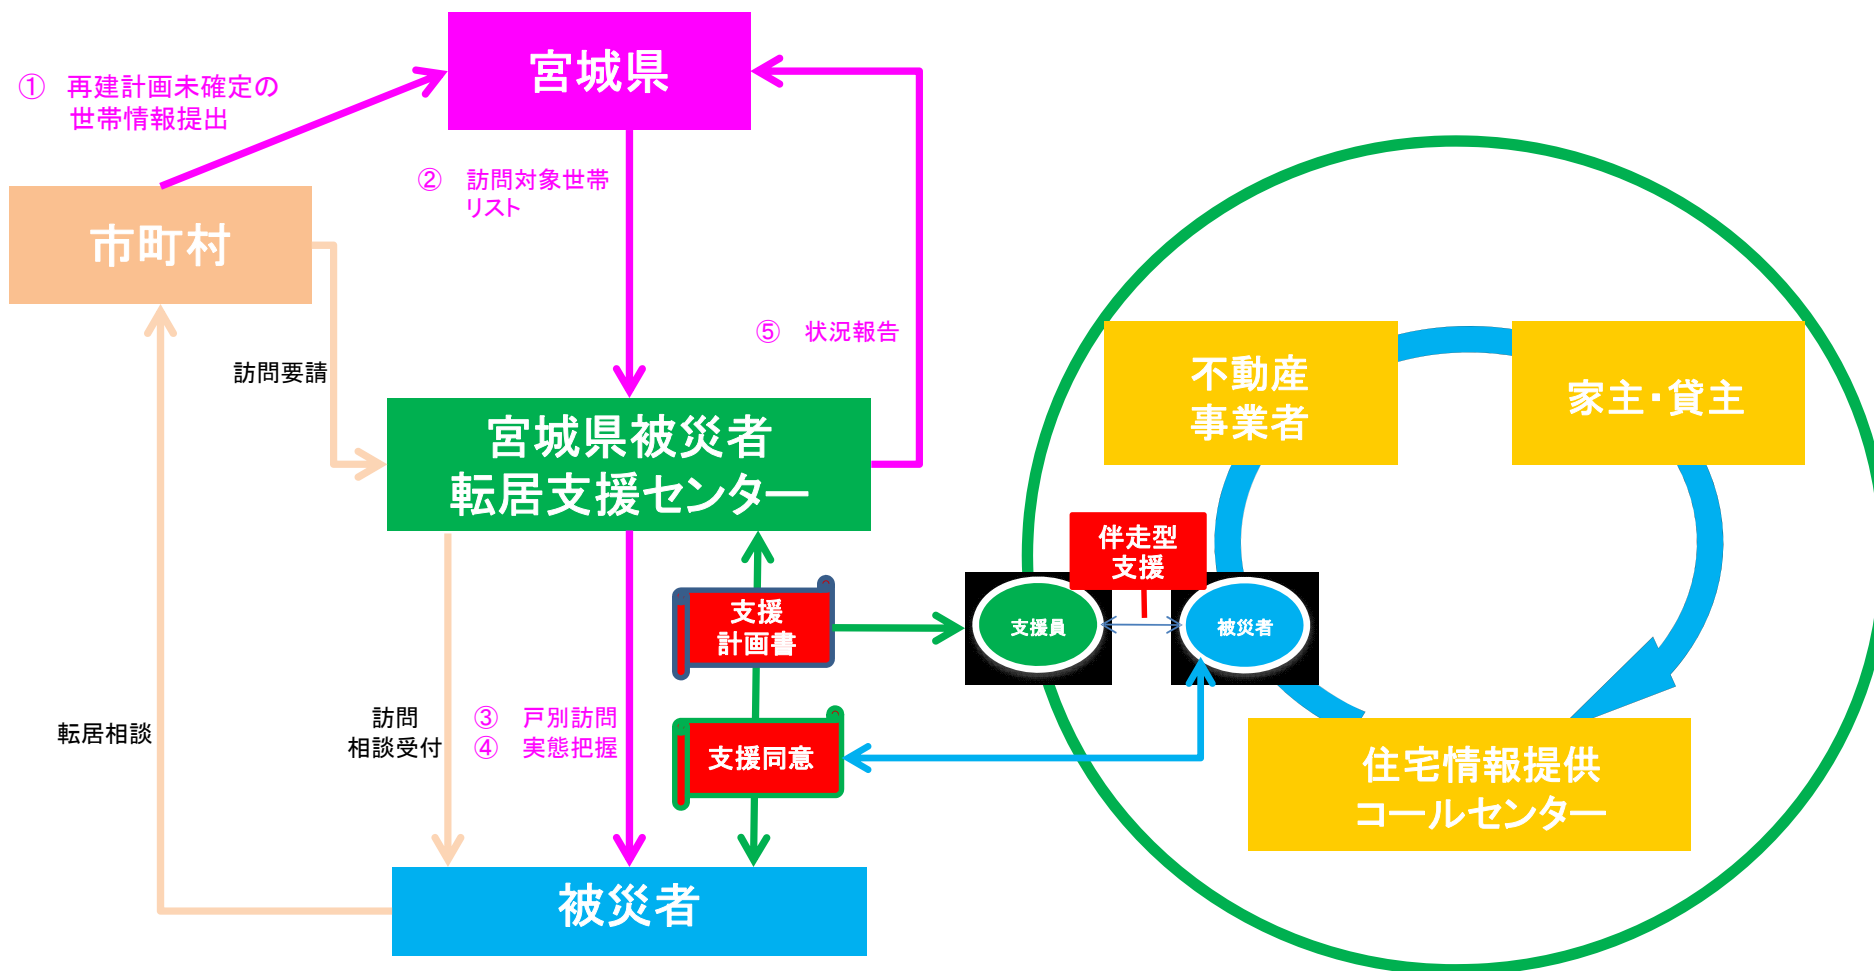 宮城県
① 再建計画未確定の
世帯情報提出
② 訪問対象世帯
リスト
市町村
⑤ 状況報告
訪問要請
宮城県被災者
転居支援センター
不動産
事業者
家主・貸主
伴走型
支援
支援
計画書
支援員
被災者
転居相談
訪問
相談受付
③ 戸別訪問
④ 実態把握
支援同意
住宅情報提供
コールセンター
被災者